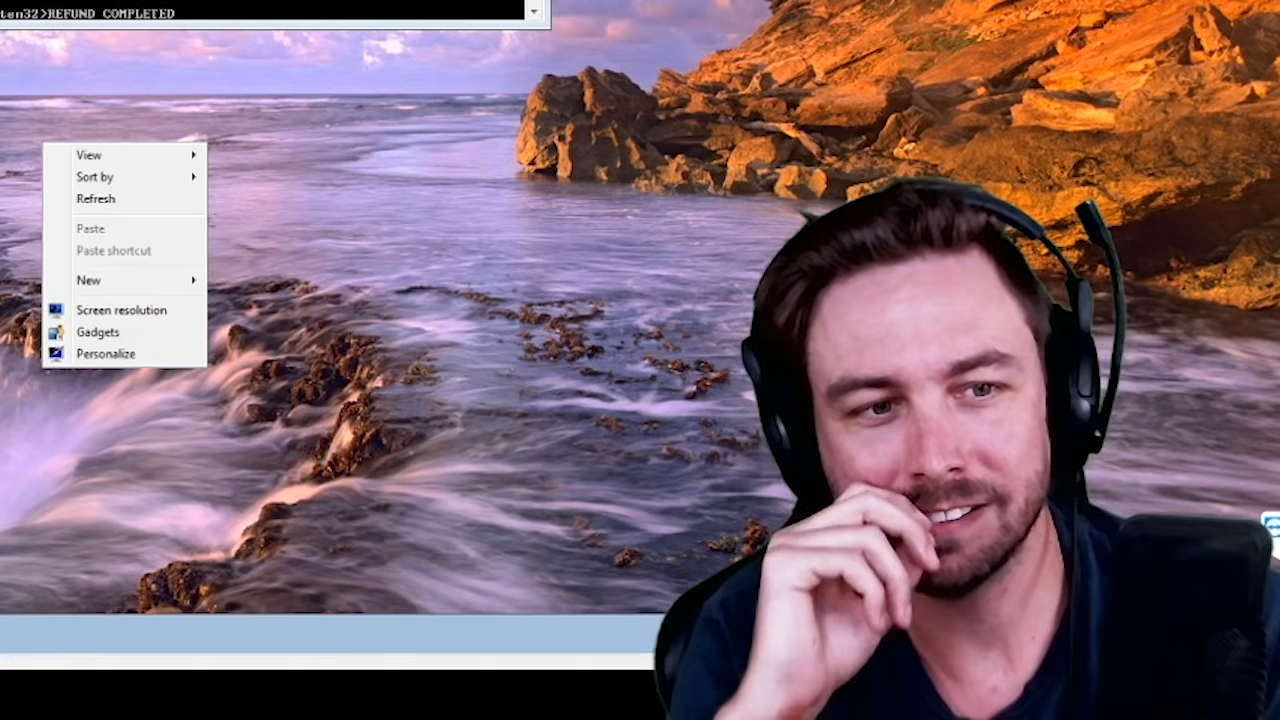 tem32>REFUND COMPLETED
View
Sort by
Refresh
Paste
Paste shortcut
New
Screen resolution
Gadgets
Personalize